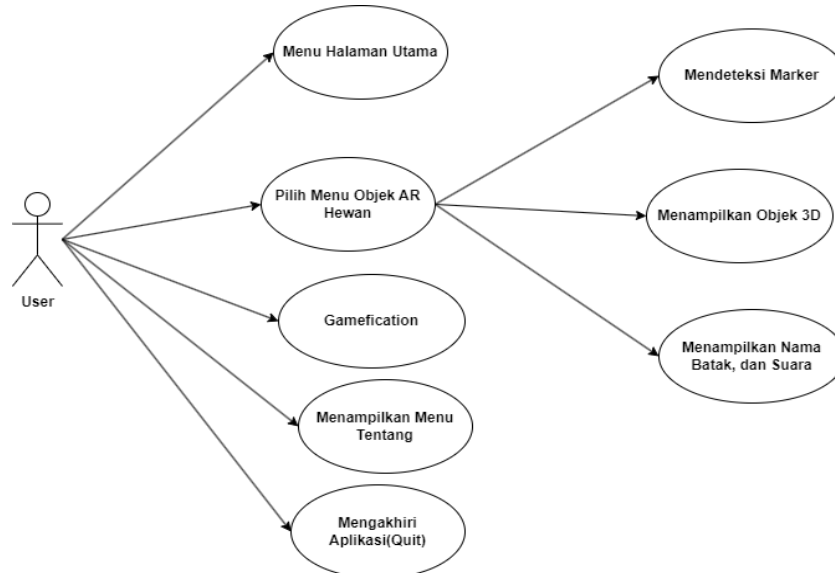 User
Menu Halaman Utama
Pilih Menu Objek AR
Hewan
Gamefication
Menampilkan Menu
Tentang
Mengakhiri
Aplikasi(Quit)
Mendeteksi Marker
Menampilkan Objek 3D
Menampilkan Nama
Batak, dan Suara